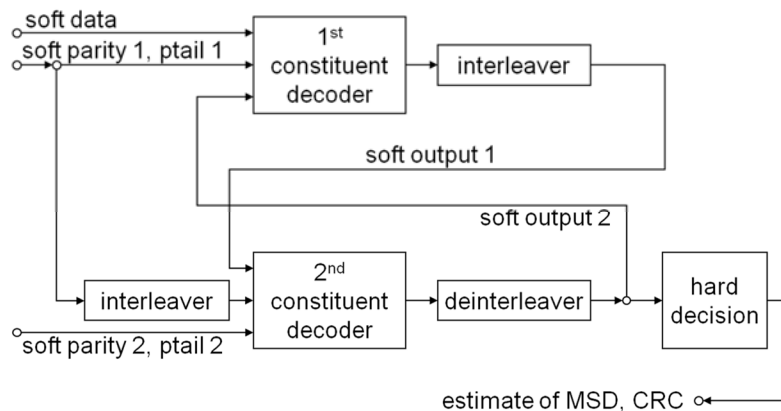 soft data
soft parity 1, ptail 1
1st
constituent
decoder
interleaver
soft output 1
soft output 2
2nd
constituent
decoder
interleaver
deinterleaver
hard
decision
soft parity 2, ptail 2
estimate of MSD, CRC